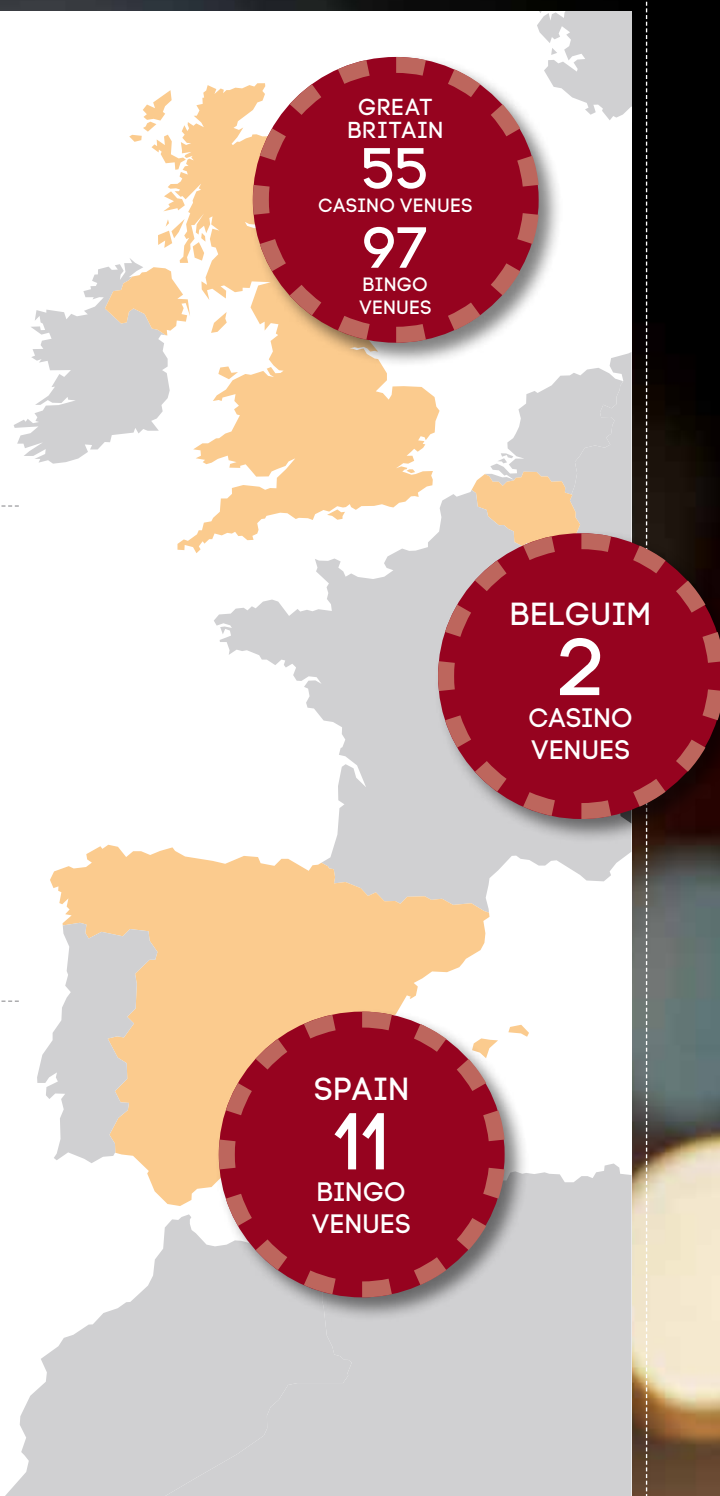 GREAT
BRITAIN
55
CASINO VENUES
97
BINGO
VENUES
BELGUIM
2
CASINO
VENUES
SPAIN
11
BINGO
VENUES